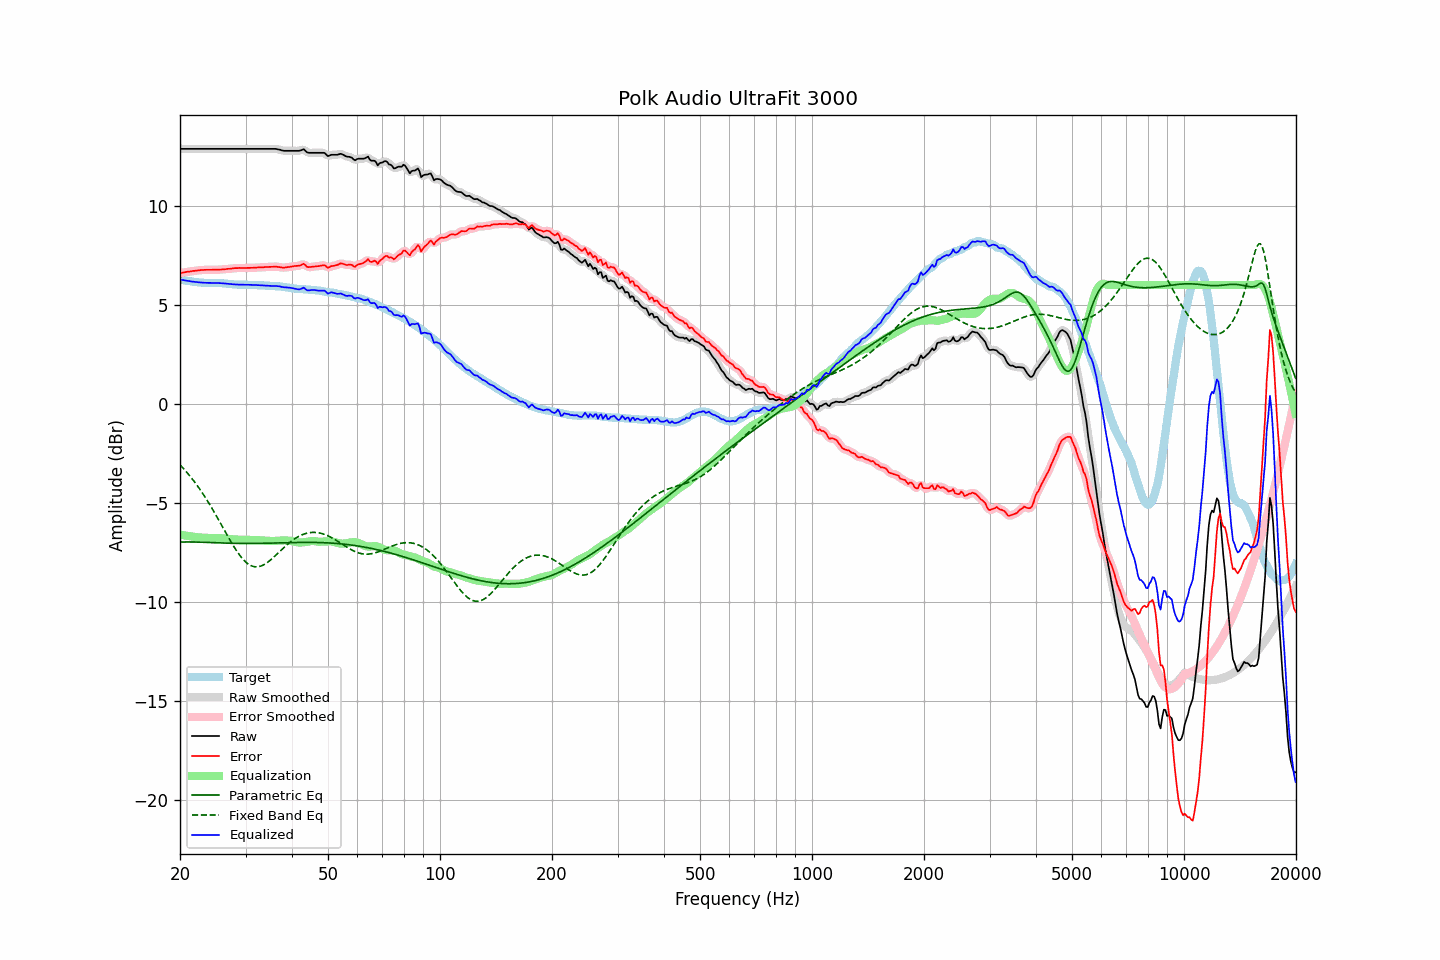 Polk Audio UltraFit 3000
Amplitude (dBr)
10
5
0
−5
−10
−15
−20
Target
Raw Smoothed
Error Smoothed
Raw
Error
Equalization
Parametric Eq
Fixed Band Eq
Equalized
20 50 100 200 500 1000 2000 5000 10000 20000
Frequency (Hz)